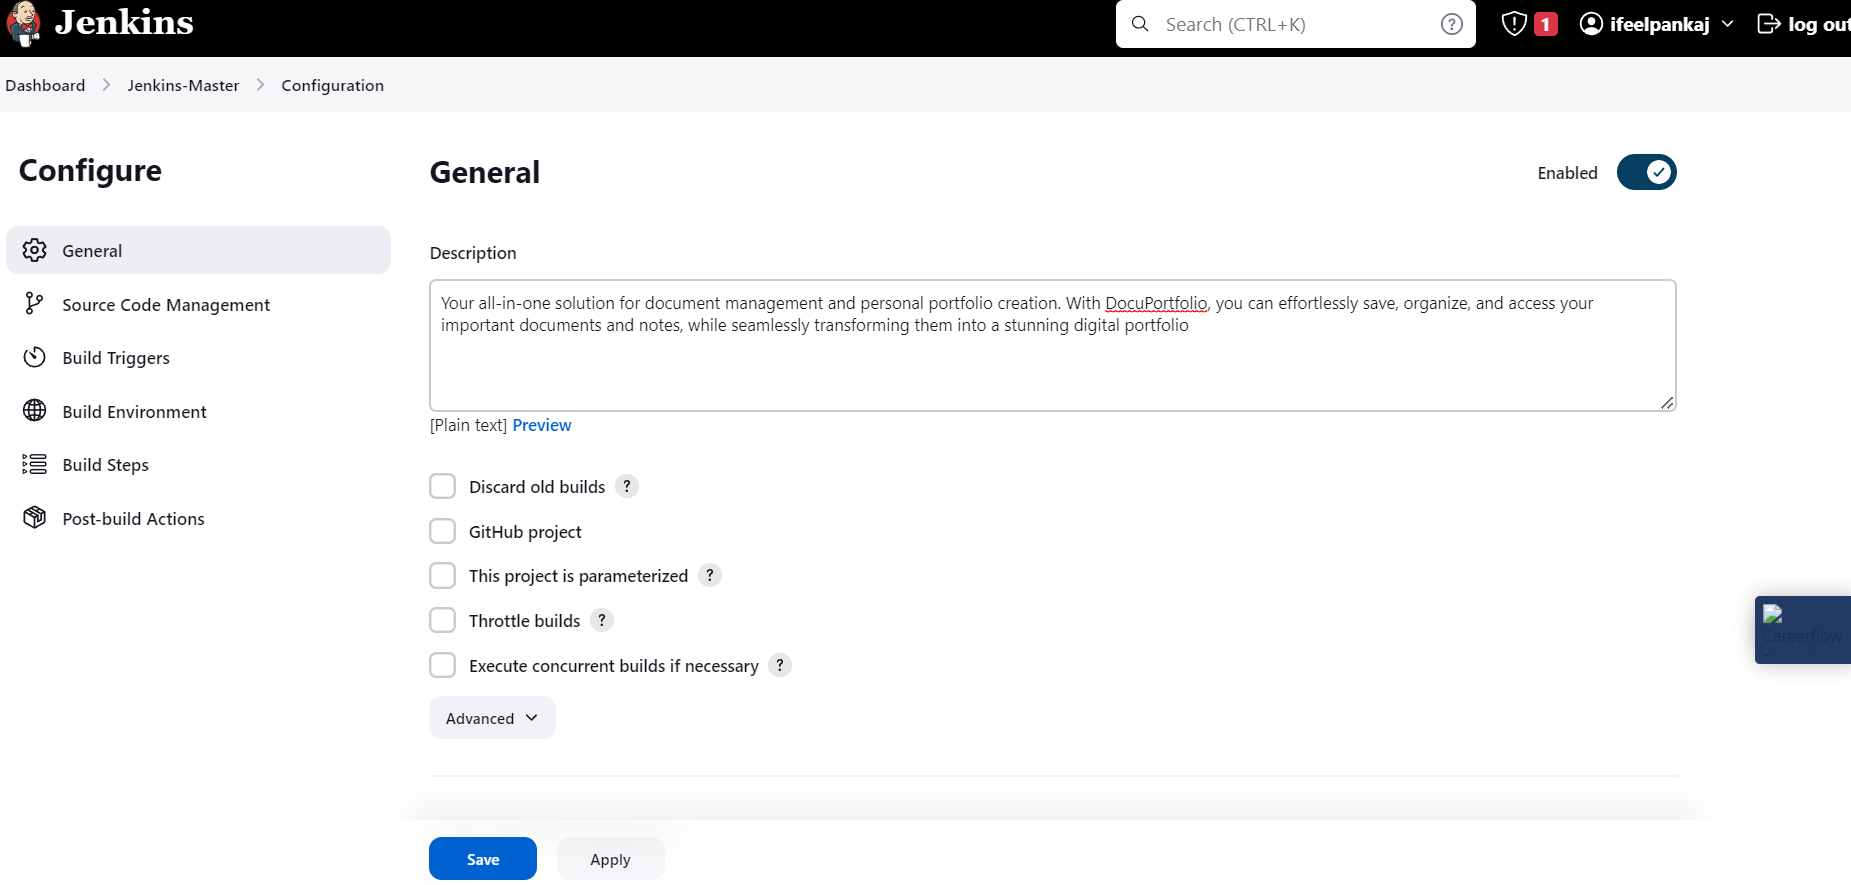 Jenkins
Search (CTRL+K)
?
1
ifeelpankaj
log out
Dashboard > Jenkins-Master > Configuration
Configure
General
Source Code Management
Build Triggers
Build Environment
Build Steps
Post-build Actions
General
Enabled
Description
Your all-in-one solution for document management and personal portfolio creation. With DocuPortfolio, you can effortlessly save, organize, and access your
important documents and notes, while seamlessly transforming them into a stunning digital portfolio
[Plain text] Preview
Discard old builds ?
GitHub project
This project is parameterized ?
Throttle builds ?
Execute concurrent builds if necessary ?
Advanced
Careerflow
Save
Apply